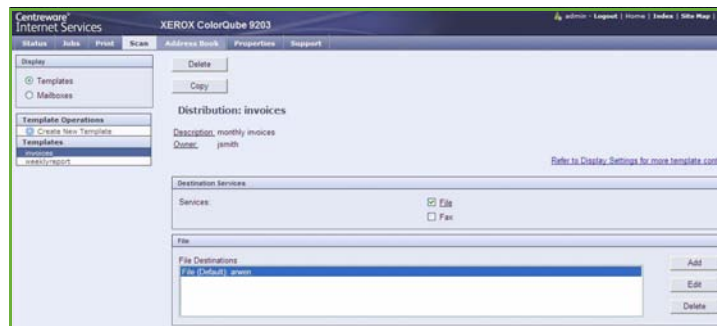 Centreware®
Internet Services XEROX ColorQube 9203 admin - Logout | Home | Index | Site Map |
Status Jobs Print Scan Address Book Properties Support
Display
Templates
Mailboxes
Delete
Copy
Template Operations
Create New Template
Templates
invoices
weeklyreport
Distribution: invoices
Description: monthly invoices
Owner: jsmith
Refer to Display Settings for more template con
Destination Services
Services:
File
Fax
File
File Destinations
File (Default): arwen
Add
Edit
Delete